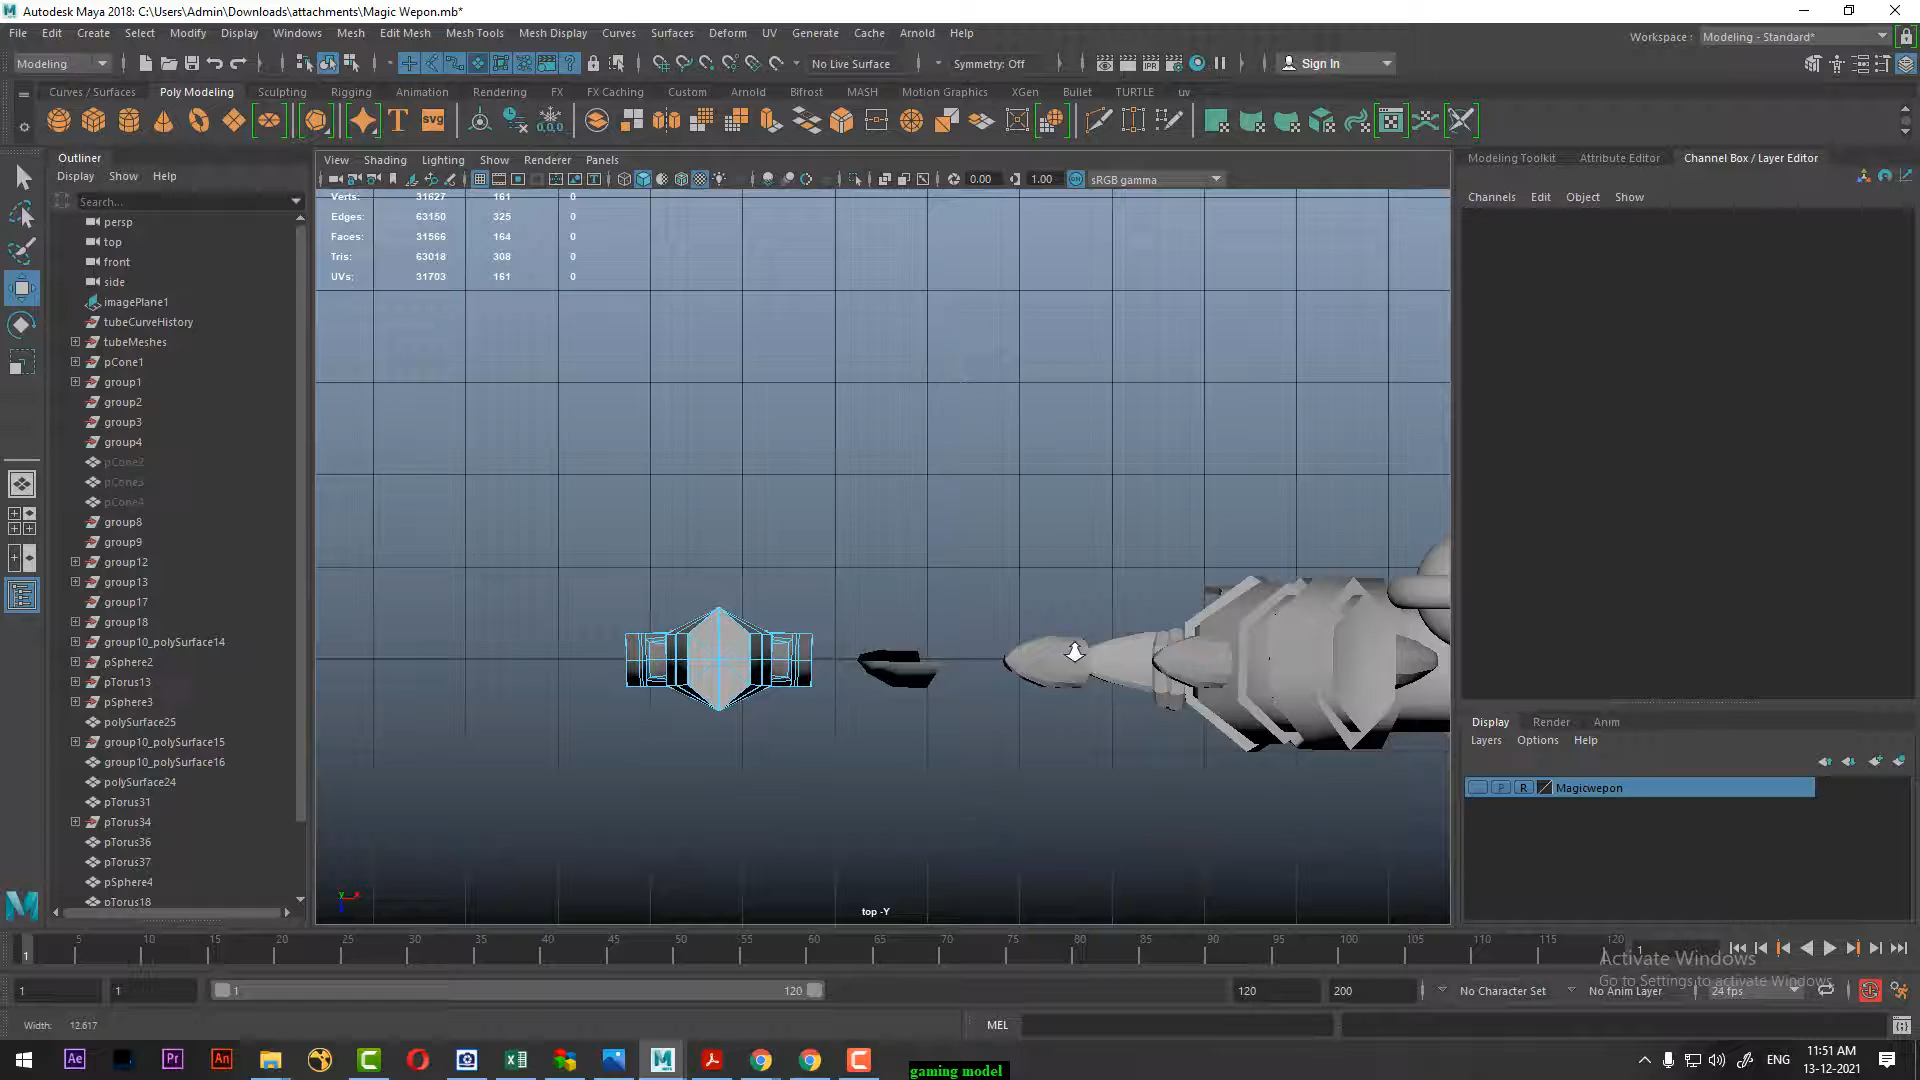 Autodesk Maya 2018: C:\Users\Admin\Downloads\attachments\Magic Wepon.mb*
File Edit Create Select Modify Display Windows Mesh Edit Mesh Mesh Tools Mesh Display Curves Surfaces Deform UV Generate Cache Arnold Help
Workspace : Modeling - Standard*
Modeling No Live Surface Symmetry: Off Sign In
Curves / Surfaces Poly Modeling Sculpting Rigging Animation Rendering FX FX Caching Custom Arnold Bifrost MASH Motion Graphics XGen Bullet TURTLE uv
T svg 0,0,0
Outliner
Display Show Help
Search...
persp
top
front
side
imagePlane1
tubeCurveHistory
tubeMeshes
pCone1
group1
group2
group3
group4
pCone2
pCone3
pCone4
group8
group9
group12
group13
group17
group18
group10_polySurface14
pSphere2
pTorus13
pSphere3
polySurface25
group10_polySurface15
group10_polySurface16
polySurface24
pTorus31
pTorus34
pTorus36
pTorus37
pSphere4
pTorus18
View Shading Lighting Show Renderer Panels
0.00 1.00 sRGB gamma
Verts: 31627 161 0
Edges: 63150 325 0
Faces: 31566 164 0
Tris: 63018 308 0
UVs: 31703 161 0
top -Y
Modeling Toolkit Attribute Editor Channel Box / Layer Editor
Channels Edit Object Show
Display Render Anim
Layers Options Help
P R Magicwepon
5 10 15 20 25 30 35 40 45 50 55 60 65 70 75 80 85 90 95 100 105 110 115 120
1 1
Activate Windows
Go to Settings to activate Windows.
1 1 1 120 120 200 No Character Set No Anim Layer 24 fps
Width: 12.617 MEL
Ae Pr An ENG 11:51 AM
13-12-2021
gaming model